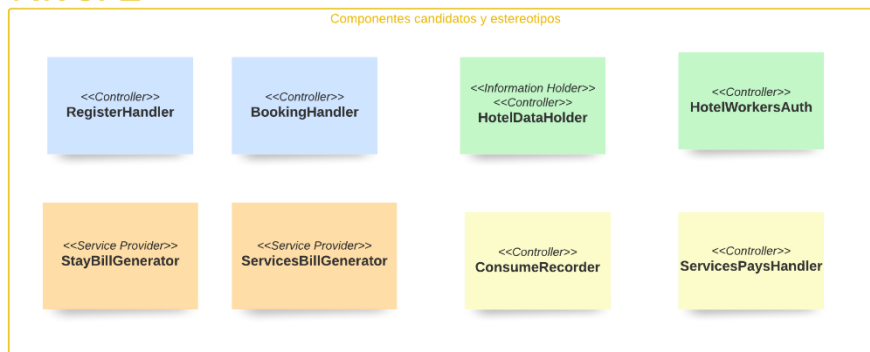 Componentes candidatos y estereotipos
<<Controller>>
RegisterHandler
<<Controller>>
BookingHandler
<<Information Holder>>
<<Controller>>
HotelDataHolder
<<Controller>>
HotelWorkersAuth
<<Service Provider>>
StayBillGenerator
<<Service Provider>>
ServicesBillGenerator
<<Controller>>
ConsumeRecorder
<<Controller>>
ServicesPaysHandler